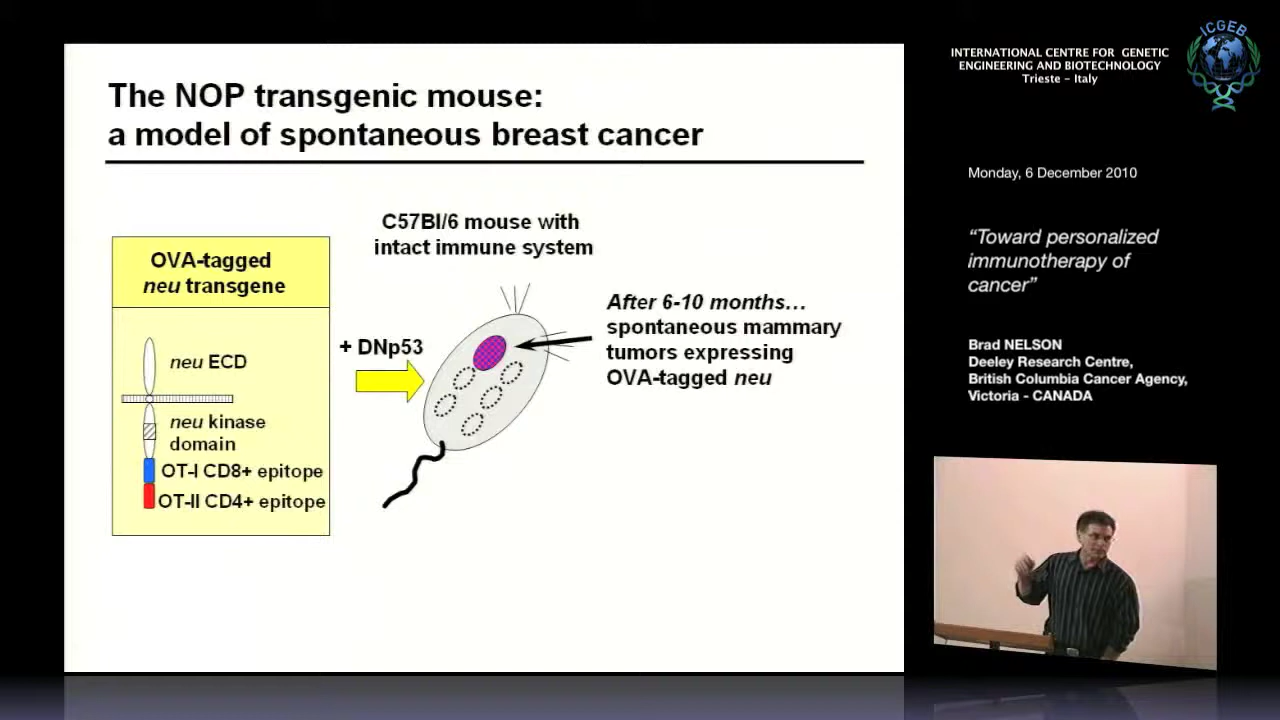 The NOP transgenic mouse:
a model of spontaneous breast cancer
C57Bl/6 mouse with
intact immune system
OVA-tagged
neu transgene
neu ECD
neu kinase
domain
OT-I CD8+ epitope
OT-II CD4+ epitope
+ DNp53
After 6-10 months…
spontaneous mammary
tumors expressing
OVA-tagged neu
INTERNATIONAL CENTRE FOR GENETIC
ENGINEERING AND BIOTECHNOLOGY
Trieste - Italy
ICGEB
Monday, 6 December 2010
“Toward personalized
immunotherapy of
cancer”
Brad NELSON
Deeley Research Centre,
British Columbia Cancer Agency,
Victoria - CANADA